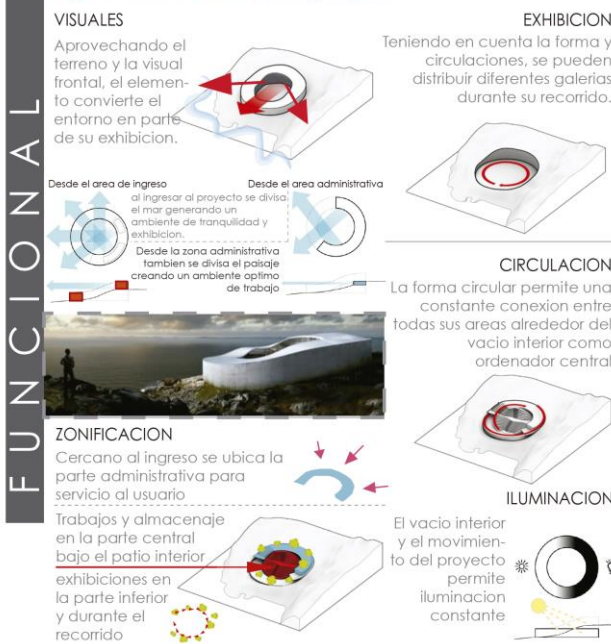 FUNCIONAL
VISUALES
Aprovechando el
terreno y la visual
frontal, el elemen-
to convierte el
entorno en parte
de su exhibicion.
Desde el area de ingreso
al ingresar al proyecto se divisa
el mar generando un
ambiente de tranquilidad y
exhibicion.
Desde el area administrativa
Desde la zona administrativa
tambien se divisa el paisaje
creando un ambiente optimo
de trabajo
ZONIFICACION
Cercano al ingreso se ubica la
parte administrativa para
servicio al usuario
Trabajos y almacenaje
en la parte central
bajo el patio interior
exhibiciones en
la parte inferior
y durante el
recorrido
EXHIBICION
Teniendo en cuenta la forma y
circulaciones, se pueden
distribuir diferentes galerias
durante su recorrido.
CIRCULACION
La forma circular permite una
constante conexion entre
todas sus areas alrededor del
vacio interior como
ordenador central
ILUMINACION
El vacio interior
y el movimien-
to del proyecto
permite
iluminacion
constante